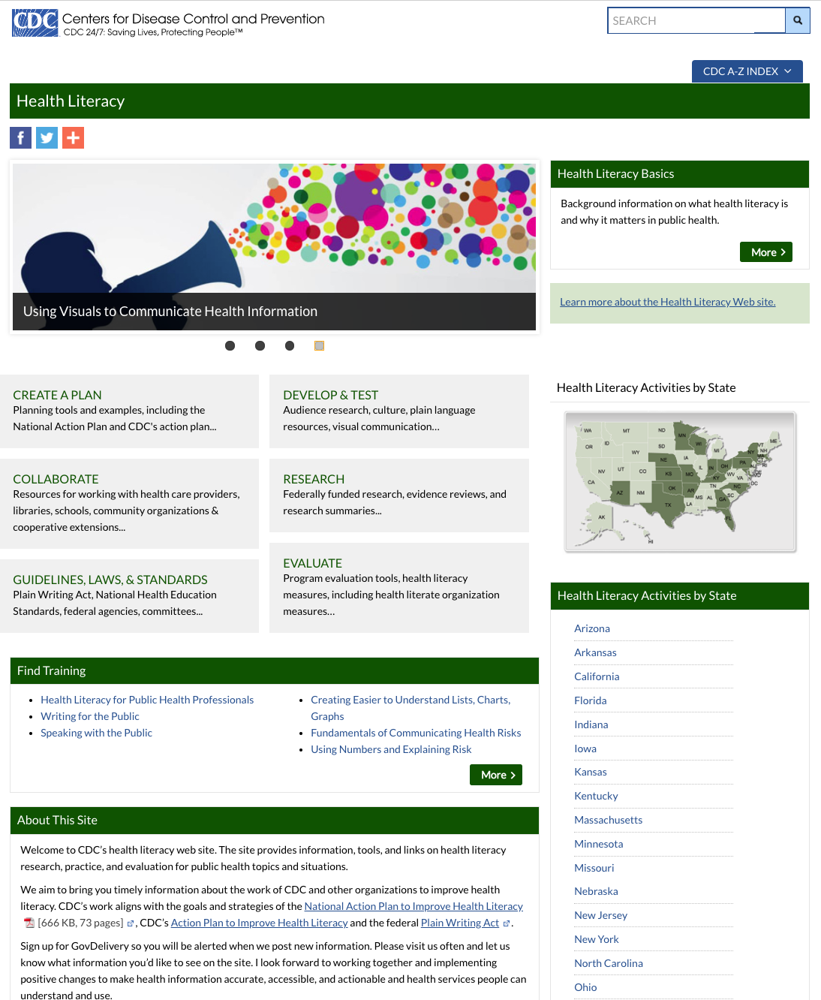 CDC Centers for Disease Control and Prevention
CDC 24/7: Saving Lives, Protecting People™
SEARCH
CDC A-Z INDEX
Health Literacy
Using Visuals to Communicate Health Information
Health Literacy Basics
Background information on what health literacy is
and why it matters in public health.
More
Learn more about the Health Literacy Web site.
CREATE A PLAN
Planning tools and examples, including the
National Action Plan and CDC's action plan...
DEVELOP & TEST
Audience research, culture, plain language
resources, visual communication…
COLLABORATE
Resources for working with health care providers,
libraries, schools, community organizations &
cooperative extensions...
RESEARCH
Federally funded research, evidence reviews, and
research summaries...
GUIDELINES, LAWS, & STANDARDS
Plain Writing Act, National Health Education
Standards, federal agencies, committees...
EVALUATE
Program evaluation tools, health literacy
measures, including health literate organization
measures…
Health Literacy Activities by State
WA MT ND MN ME
OR ID SD WI MI VT NH
WY NY MA
NE IA CT RI
NV UT CO IL IN OH PA NJ
CA KS MO KY WV VA DE MD
DC
AZ NM OK AR TN NC
MS AL GA SC
TX LA
AK FL
HI
Find Training
Health Literacy for Public Health Professionals
Writing for the Public
Speaking with the Public
Creating Easier to Understand Lists, Charts,
Graphs
Fundamentals of Communicating Health Risks
Using Numbers and Explaining Risk
More
About This Site
Welcome to CDC's health literacy web site. The site provides information, tools, and links on health literacy
research, practice, and evaluation for public health topics and situations.
We aim to bring you timely information about the work of CDC and other organizations to improve health
literacy. CDC's work aligns with the goals and strategies of the National Action Plan to Improve Health Literacy
[666 KB, 73 pages] , CDC's Action Plan to Improve Health Literacy and the federal Plain Writing Act .
Sign up for GovDelivery so you will be alerted when we post new information. Please visit us often and let us
know what information you'd like to see on the site. I look forward to working together and implementing
positive changes to make health information accurate, accessible, and actionable and health services people can
understand and use.
Health Literacy Activities by State
Arizona
Arkansas
California
Florida
Indiana
Iowa
Kansas
Kentucky
Massachusetts
Minnesota
Missouri
Nebraska
New Jersey
New York
North Carolina
Ohio